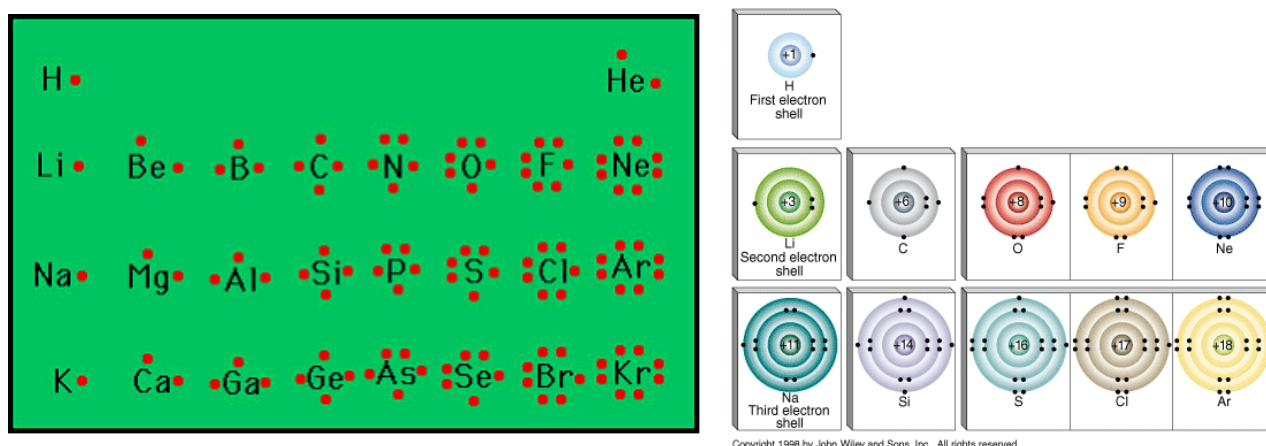 H He
Li Be B C N O F Ne
Na Mg Al Si P S Cl Ar
K Ca Ga Ge As Se Br Kr
+1
H
First electron
shell
+3 +6 +8 +9 +10
Li C O F Ne
Second electron
shell
+11 +14 +16 +17 +18
Na Si S Cl Ar
Third electron
shell
Copyright 1998 by John Wiley and Sons, Inc. All rights reserved.